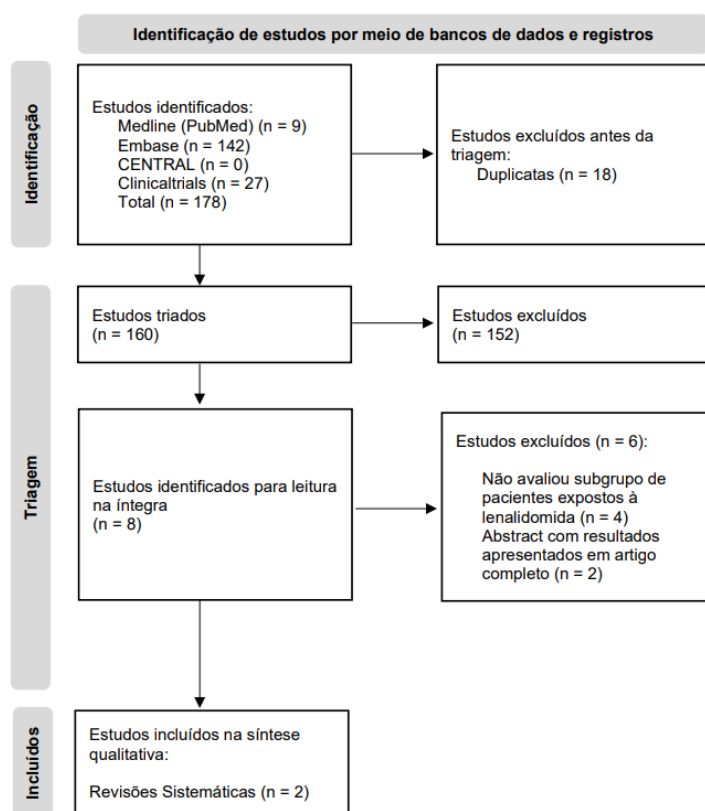 Identificação de estudos por meio de bancos de dados e registros
Identificação
Estudos identificados:
Medline (PubMed) (n = 9)
Embase (n = 142)
CENTRAL (n = 0)
Clinicaltrials (n = 27)
Total (n = 178)
Estudos excluídos antes da
triagem:
Duplicatas (n = 18)
Triagem
Estudos triados
(n = 160)
Estudos excluídos
(n = 152)
Estudos identificados para leitura
na íntegra
(n = 8)
Estudos excluídos (n = 6):
Não avaliou subgrupo de
pacientes expostos à
lenalidomida (n = 4)
Abstract com resultados
apresentados em artigo
completo (n = 2)
Incluídos
Estudos incluídos na síntese
qualitativa:
Revisões Sistemáticas (n = 2)